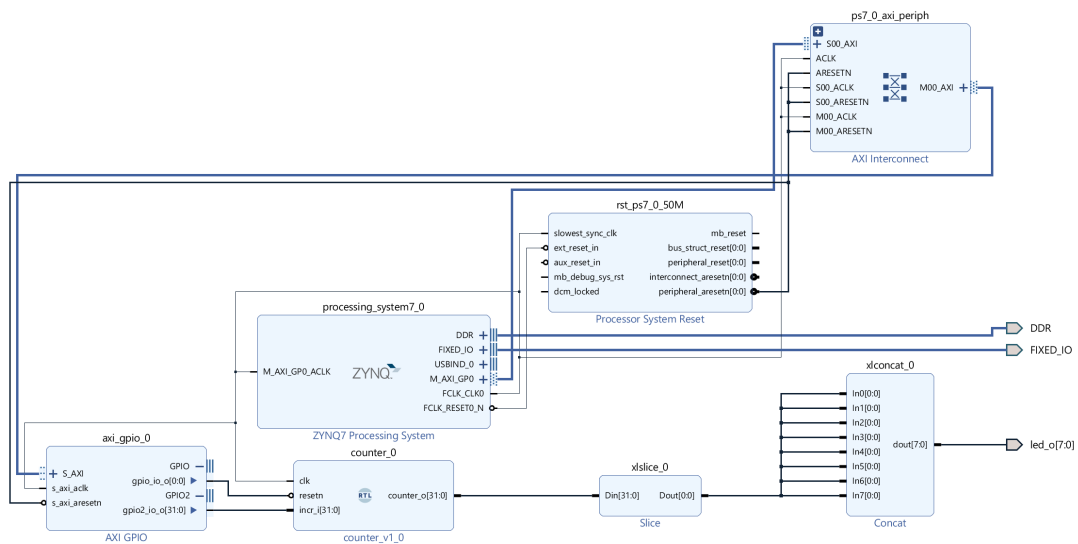 ps7_0_axi_periph
S00_AXI
ACLK
ARESETN
S00_ACLK
M00_AXI
S00_ARESETN
M00_ACLK
M00_ARESETN
AXI Interconnect
rst_ps7_0_50M
slowest_sync_clk
mb_reset
ext_reset_in
bus_struct_reset[0:0]
aux_reset_in
peripheral_reset[0:0]
mb_debug_sys_rst
interconnect_aresetn[0:0]
dcm_locked
peripheral_aresetn[0:0]
Processor System Reset
processing_system7_0
DDR
FIXED_IO
USBIND_0
M_AXI_GP0_ACLK
ZYNQ
M_AXI_GP0
FCLK_CLK0
FCLK_RESET0_N
ZYNQ7 Processing System
DDR
FIXED_IO
xlconcat_0
In0[0:0]
In1[0:0]
In2[0:0]
In3[0:0]
In4[0:0]
In5[0:0]
In6[0:0]
In7[0:0]
dout[7:0]
led_o[7:0]
Concat
axi_gpio_0
S_AXI
s_axi_aclk
s_axi_aresetn
GPIO
gpio_io_o[0:0]
GPIO2
gpio2_io_o[31:0]
AXI GPIO
counter_0
clk
resetn
incr_i[31:0]
RTL
counter_o[31:0]
counter_v1_0
xlslice_0
Din[31:0]
Dout[0:0]
Slice